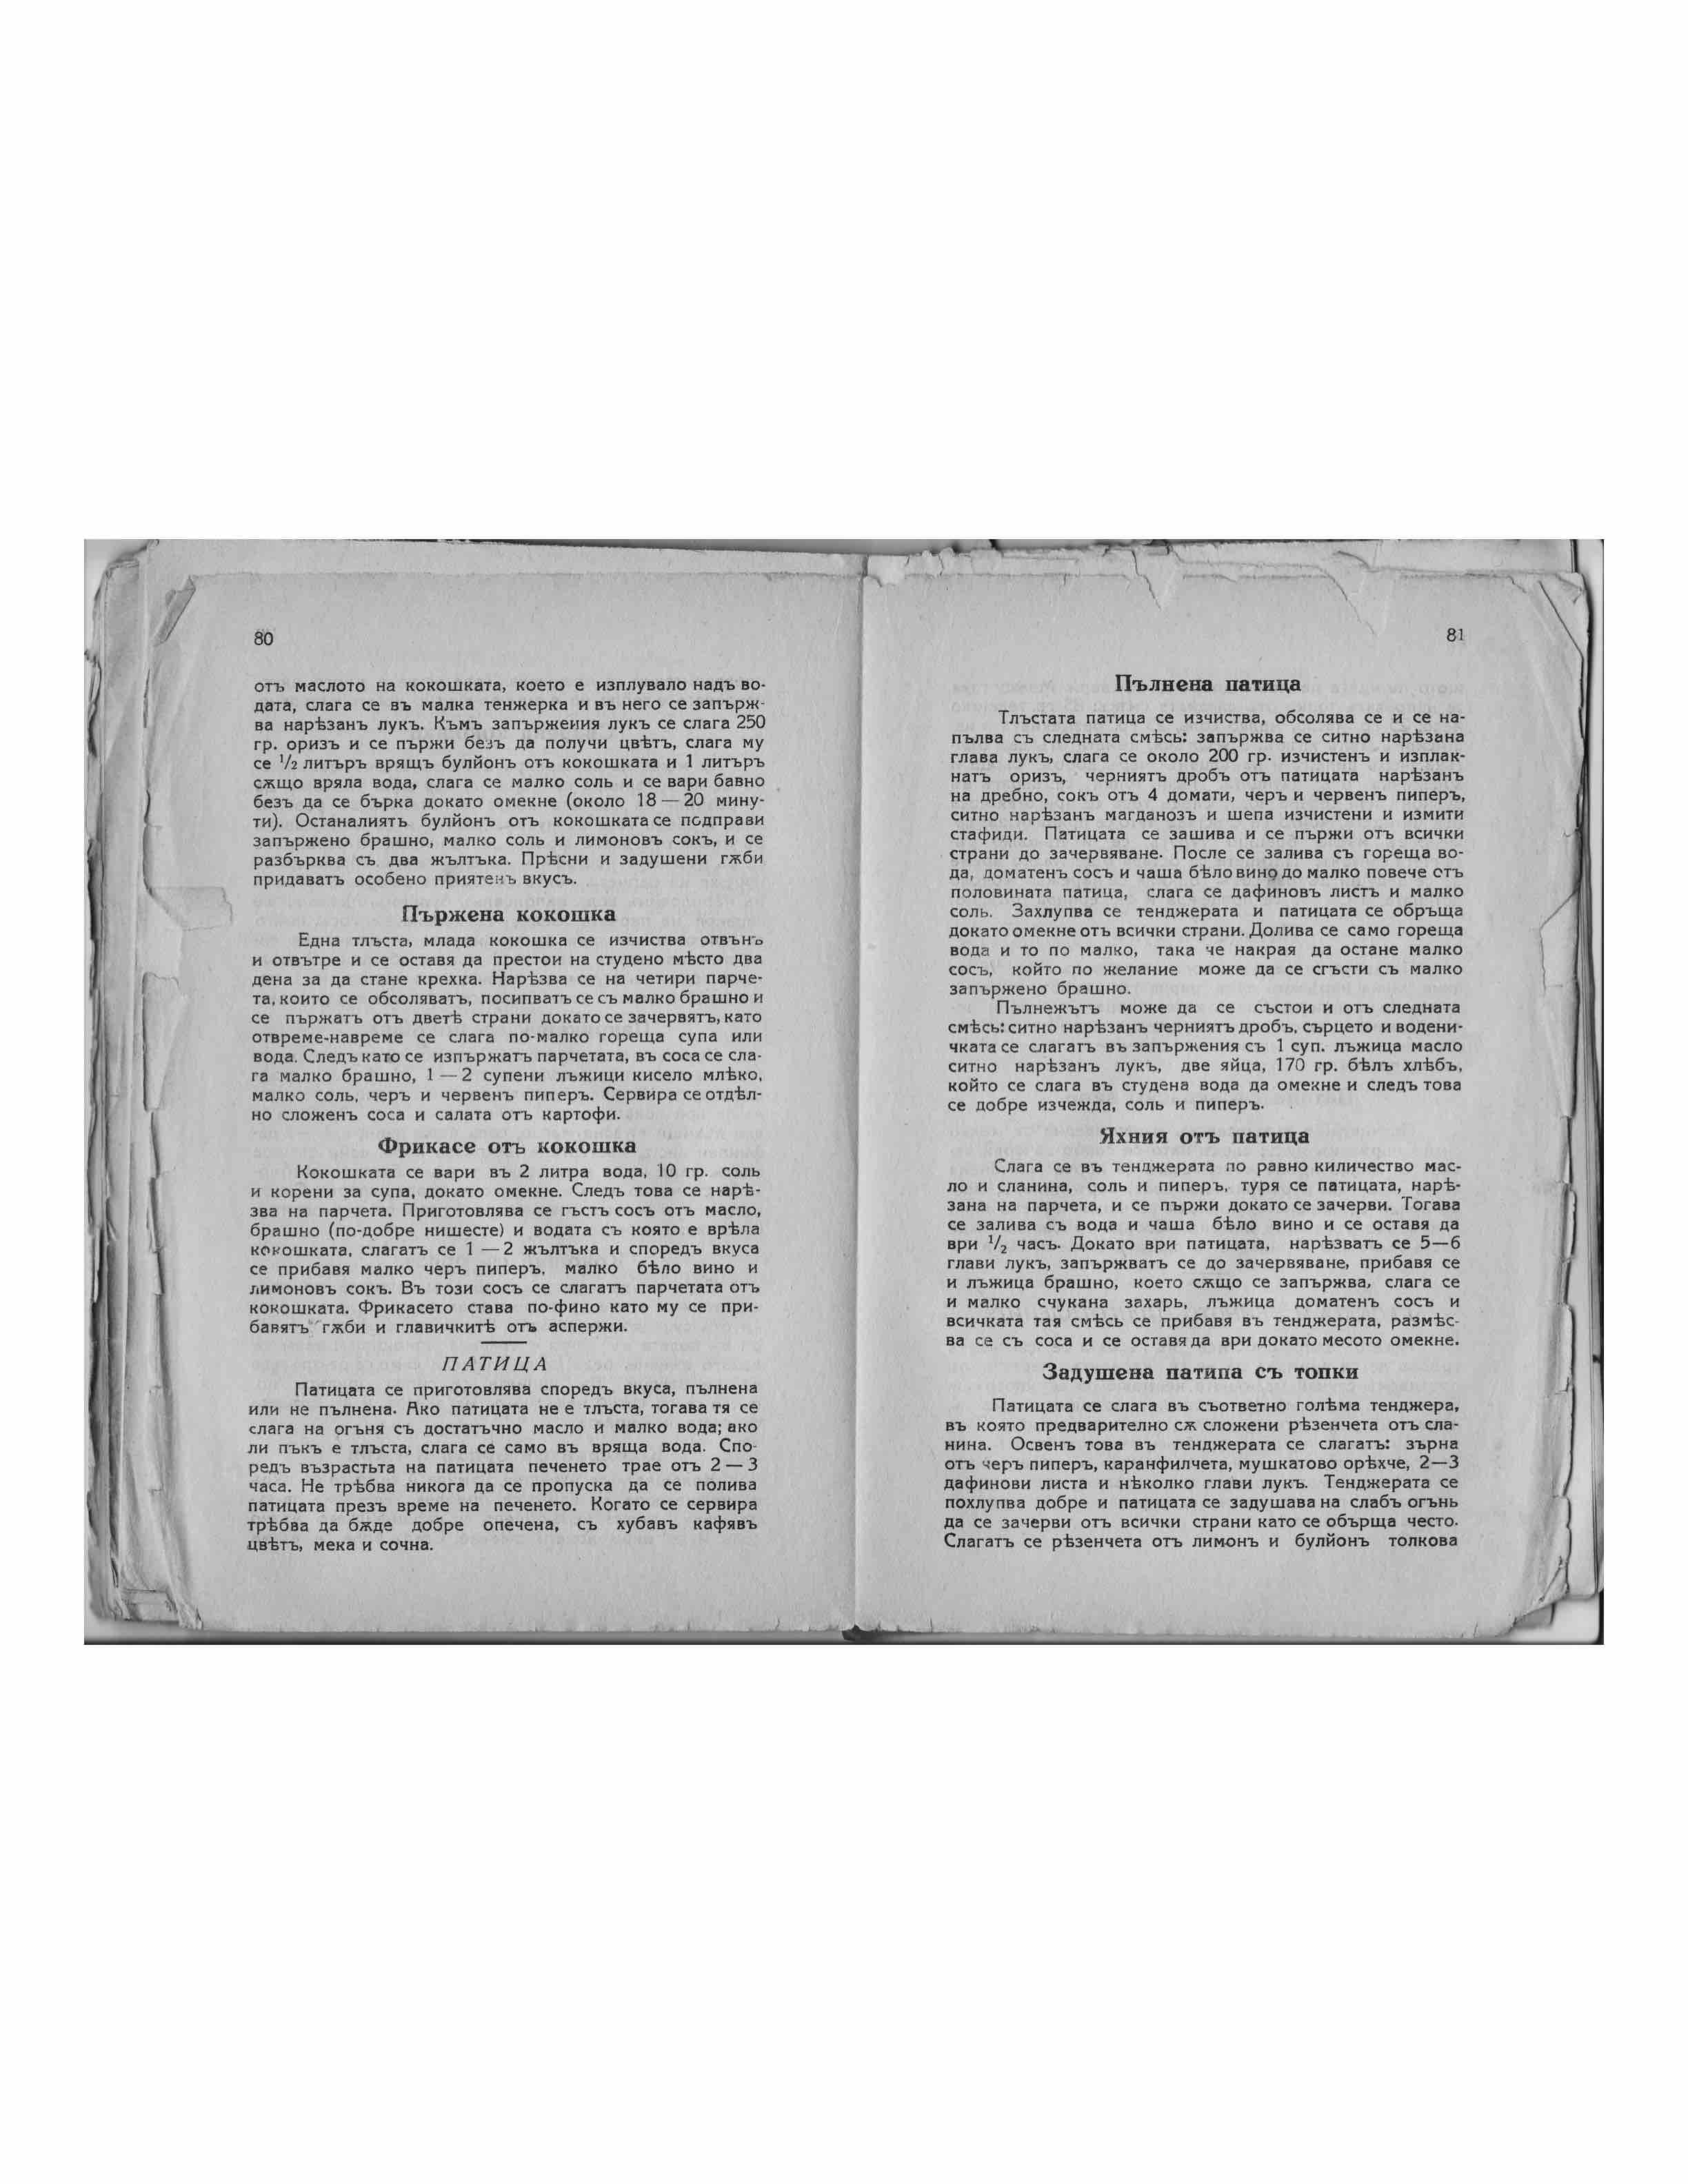 80
отъ маслото на кокошката, което е изплувало надъ во-
дата, слага се въ малка тенжерка и въ него се запърж-
ва нарѣзанъ лукъ. Къмъ запържения лукъ се слага 250
гр. оризъ и се пържи безъ да получи цвѣтъ, слага му
се ½ литъръ врящъ булйонъ отъ кокошката и 1 литъръ
сѫщо вряла вода, слага се малко соль и се вари бавно
безъ да се бърка докато омекне (около 18 — 20 мину-
ти). Останалиятъ булйонъ отъ кокошката се подправи
запържено брашно, малко соль и лимоновъ сокъ, и се
разбърква съ два жълтъка. Прѣсни и задушени гѫби
придаватъ особено приятенъ вкусъ.
Пържена кокошка
Една тлъста, млада кокошка се изчиства отвънъ
и отвътре и се оставя да престои на студено мѣсто два
дена за да стане крехка. Нарѣзва се на четири парче-
та, които се обсоляватъ, посипватъ се съ малко брашно и
се пържатъ отъ дветѣ страни докато се зачервятъ, като
отвреме-навреме се слага по-малко гореща супа или
вода. Следъ като се изпържатъ парчетата, въ соса се сла-
га малко брашно, 1 — 2 супени лъжици кисело млѣко,
малко соль, черъ и червенъ пиперъ. Сервира се отдѣл-
но сложенъ соса и салата отъ картофи.
Фрикасе отъ кокошка
Кокошката се вари въ 2 литра вода, 10 гр. соль
и корени за супа, докато омекне. Следъ това се нарѣ-
зва на парчета. Приготовлява се гъстъ сосъ отъ масло,
брашно (по-добре нишесте) и водата съ която е врѣла
кокошката, слагатъ се 1 — 2 жълтъка и споредъ вкуса
се прибавя малко черъ пиперъ, малко бѣло вино и
лимоновъ сокъ. Въ този сосъ се слагатъ парчетата отъ
кокошката. Фрикасето става по-фино като му се при-
бавятъ гѫби и главичкитѣ отъ аспержи.
ПАТИЦА
Патицата се приготовлява споредъ вкуса, пълнена
или не пълнена. Ако патицата не е тлъста, тогава тя се
слага на огъня съ достатъчно масло и малко вода; ако
ли пъкъ е тлъста, слага се само въ вряща вода. Спо-
редъ възрастьта на патицата печенето трае отъ 2 — 3
часа. Не трѣбва никога да се пропуска да се полива
патицата презъ време на печенето. Когато се сервира
трѣбва да бѫде добре опечена, съ хубавъ кафявъ
цвѣтъ, мека и сочна.
81
Пълнена патица
Тлъстата патица се изчиства, обсолява се и се на-
пълва съ следната смѣсь: запържва се ситно нарѣзана
глава лукъ, слага се около 200 гр. изчистенъ и изплак-
натъ оризъ, черниятъ дробъ отъ патицата нарѣзанъ
на дребно, сокъ отъ 4 домати, черъ и червенъ пиперъ,
ситно нарѣзанъ магданозъ и шепа изчистени и измити
стафиди. Патицата се зашива и се пържи отъ всички
страни до зачервяване. После се залива съ гореща во-
да, доматенъ сосъ и чаша бѣло вино до малко повече отъ
половината патица, слага се дафиновъ листъ и малко
соль. Захлупва се тенджерата и патицата се обръща
докато омекне отъ всички страни. Долива се само гореща
вода и то по малко, така че накрая да остане малко
сосъ, който по желание може да се сгъсти съ малко
запържено брашно.
Пълнежътъ може да се състои и отъ следната
смѣсь: ситно нарѣзанъ черниятъ дробъ, сърцето и водени-
чката се слагатъ въ запържения съ 1 суп. лъжица масло
ситно нарѣзанъ лукъ, две яйца, 170 гр. бѣлъ хлѣбъ,
който се слага въ студена вода да омекне и следъ това
се добре изчежда, соль и пиперъ.
Яхния отъ патица
Слага се въ тенджерата по равно киличество мас-
ло и сланина, соль и пиперъ, туря се патицата, нарѣ-
зана на парчета, и се пържи докато се зачерви. Тогава
се залива съ вода и чаша бѣло вино и се оставя да
ври ½ часъ. Докато ври патицата, нарѣзватъ се 5—6
глави лукъ, запържватъ се до зачервяване, прибавя се
и лъжица брашно, което сѫщо се запържва, слага се
и малко счукана захарь, лъжица доматенъ сосъ и
всичката тая смѣсь се прибавя въ тенджерата, размѣс-
ва се съ соса и се оставя да ври докато месото омекне.
Задушена патипа съ топки
Патицата се слага въ съответно голѣма тенджера,
въ която предварително сѫ сложени рѣзенчета отъ сла-
нина. Освенъ това въ тенджерата се слагатъ: зърна
отъ черъ пиперъ, каранфилчета, мушкатово орѣхче, 2—3
дафинови листа и нѣколко глави лукъ. Тенджерата се
похлупва добре и патицата се задушава на слабъ огънь
да се зачерви отъ всички страни като се обърща често.
Слагатъ се рѣзенчета отъ лимонъ и булйонъ толкова